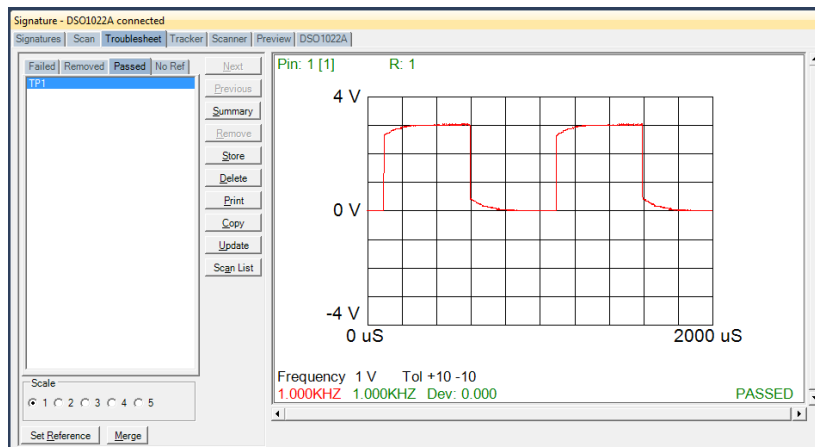 Signature - DSO1022A connected
Signatures Scan Troublesheet Tracker Scanner Preview DSO1022A
Failed Removed Passed No Ref
TP1
Next
Previous
Summary
Remove
Store
Delete
Print
Copy
Update
Scan List
Scale
1 2 3 4 5
Set Reference Merge
Pin: 1 [1] R: 1
4 V
0 V
-4 V
0 uS 2000 uS
Frequency 1 V Tol +10 -10
1.000KHZ 1.000KHZ Dev: 0.000 PASSED